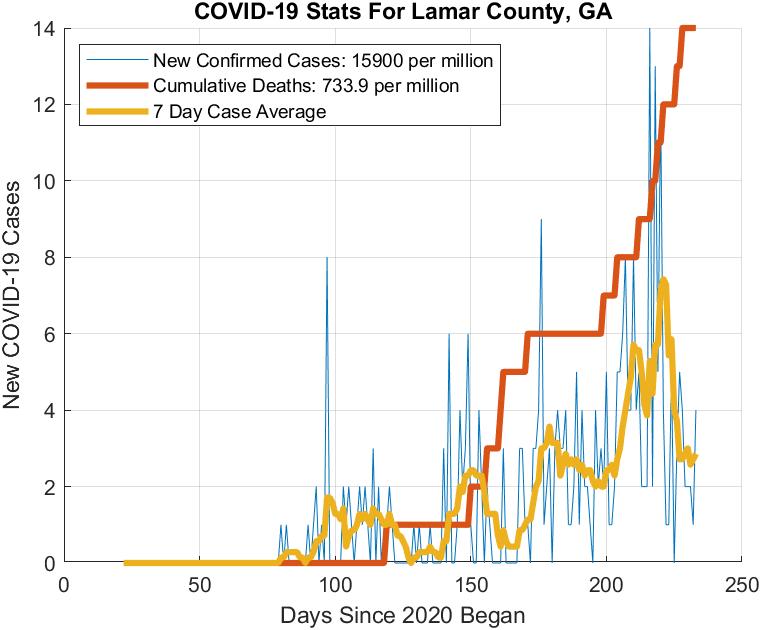 COVID-19 Stats For Lamar County, GA
New Confirmed Cases: 15900 per million
Cumulative Deaths: 733.9 per million
7 Day Case Average
New COVID-19 Cases
14
12
10
8
6
4
2
0
0 50 100 150 200 250
Days Since 2020 Began